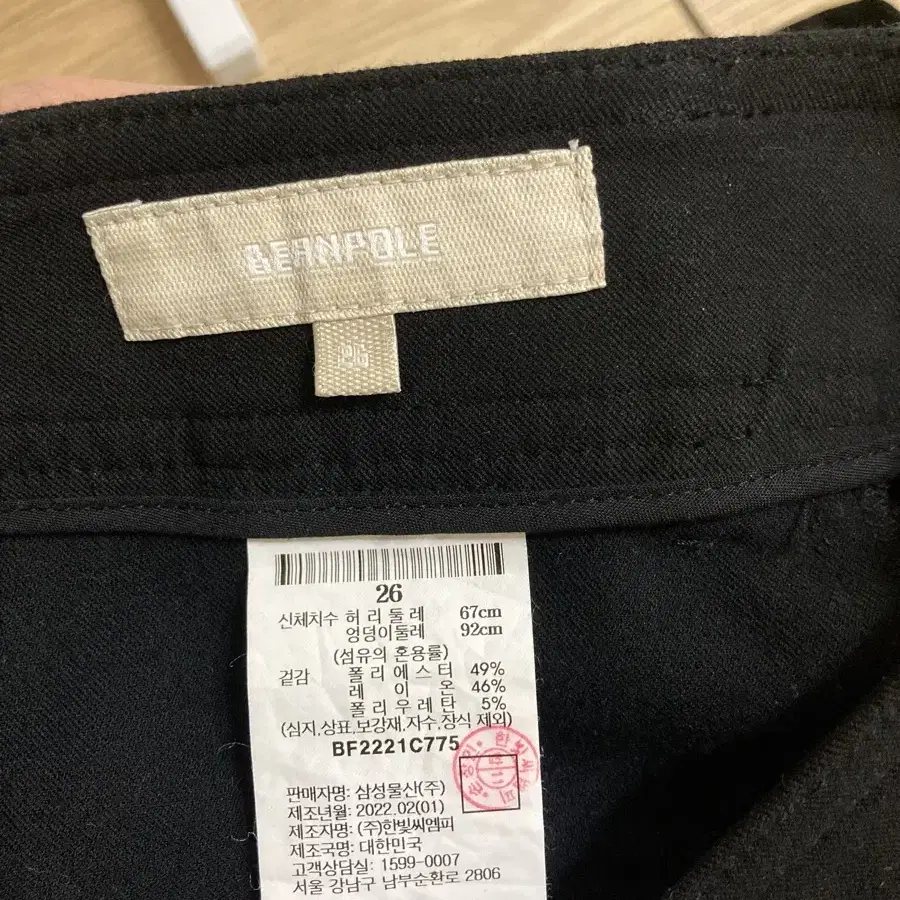 BEANPOLE
26
26
신체치수 허 리 둘 레 67cm
엉덩이둘레 92cm
(섬유의 혼용률)
겉감 폴 리 에 스 터 49%
레 이 온 46%
폴 리 우 레 탄 5%
(심지,상표,보강재,자수,장식 제외)
BF2221C775
판매자명: 삼성물산(주)
제조년월: 2022.02(01)
제조자명: (주)한빛씨엠피
제조국명: 대한민국
고객상담실: 1599-0007
서울 강남구 남부순환로 2806